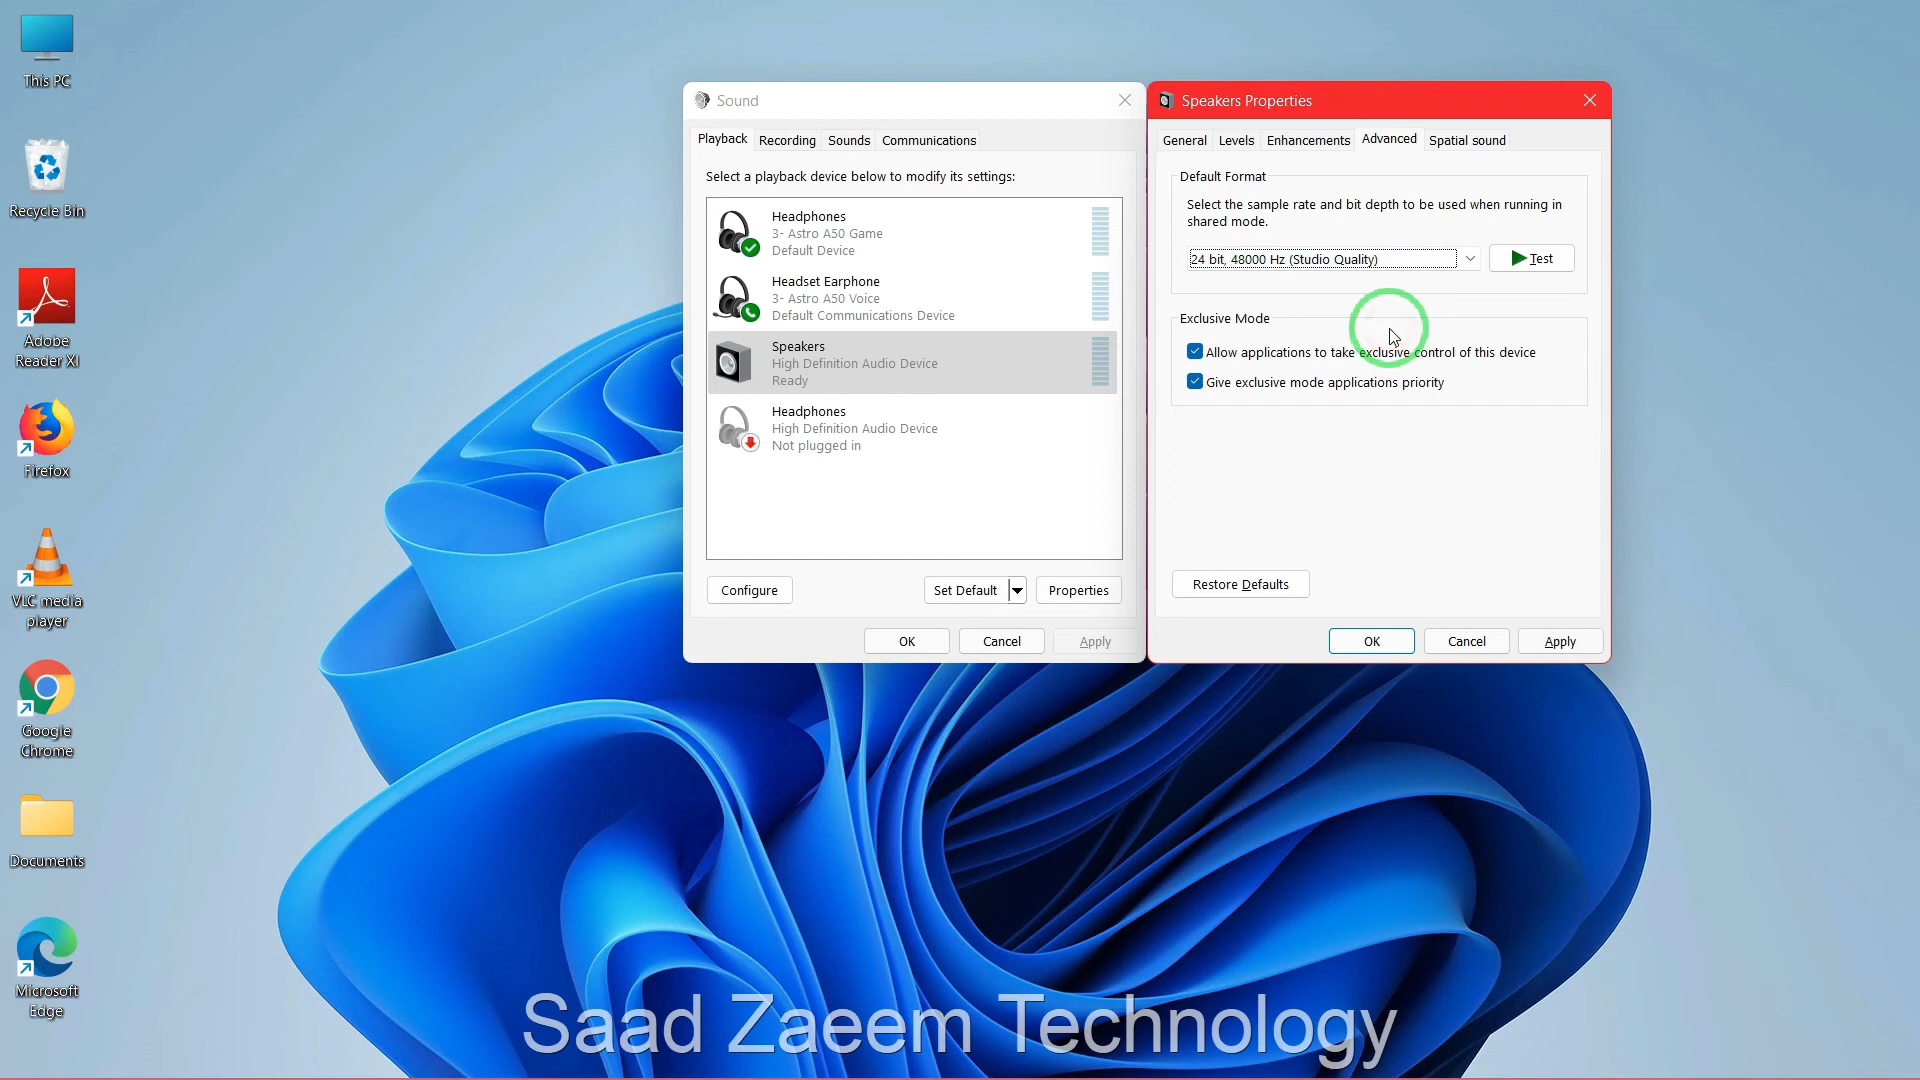 This PC
Recycle Bin
Adobe
Reader XI
Firefox
VLC media
player
Google
Chrome
Documents
Microsoft
Edge
Sound
Playback
Recording
Sounds
Communications
Select a playback device below to modify its settings:
Headphones
3- Astro A50 Game
Default Device
Headset Earphone
3- Astro A50 Voice
Default Communications Device
Speakers
High Definition Audio Device
Ready
Headphones
High Definition Audio Device
Not plugged in
Configure
Set Default
Properties
OK
Cancel
Apply
Speakers Properties
General
Levels
Enhancements
Advanced
Spatial sound
Default Format
Select the sample rate and bit depth to be used when running in
shared mode.
24 bit, 48000 Hz (Studio Quality)
Test
Exclusive Mode
Allow applications to take exclusive control of this device
Give exclusive mode applications priority
Restore Defaults
OK
Cancel
Apply
Saad Zaeem Technology